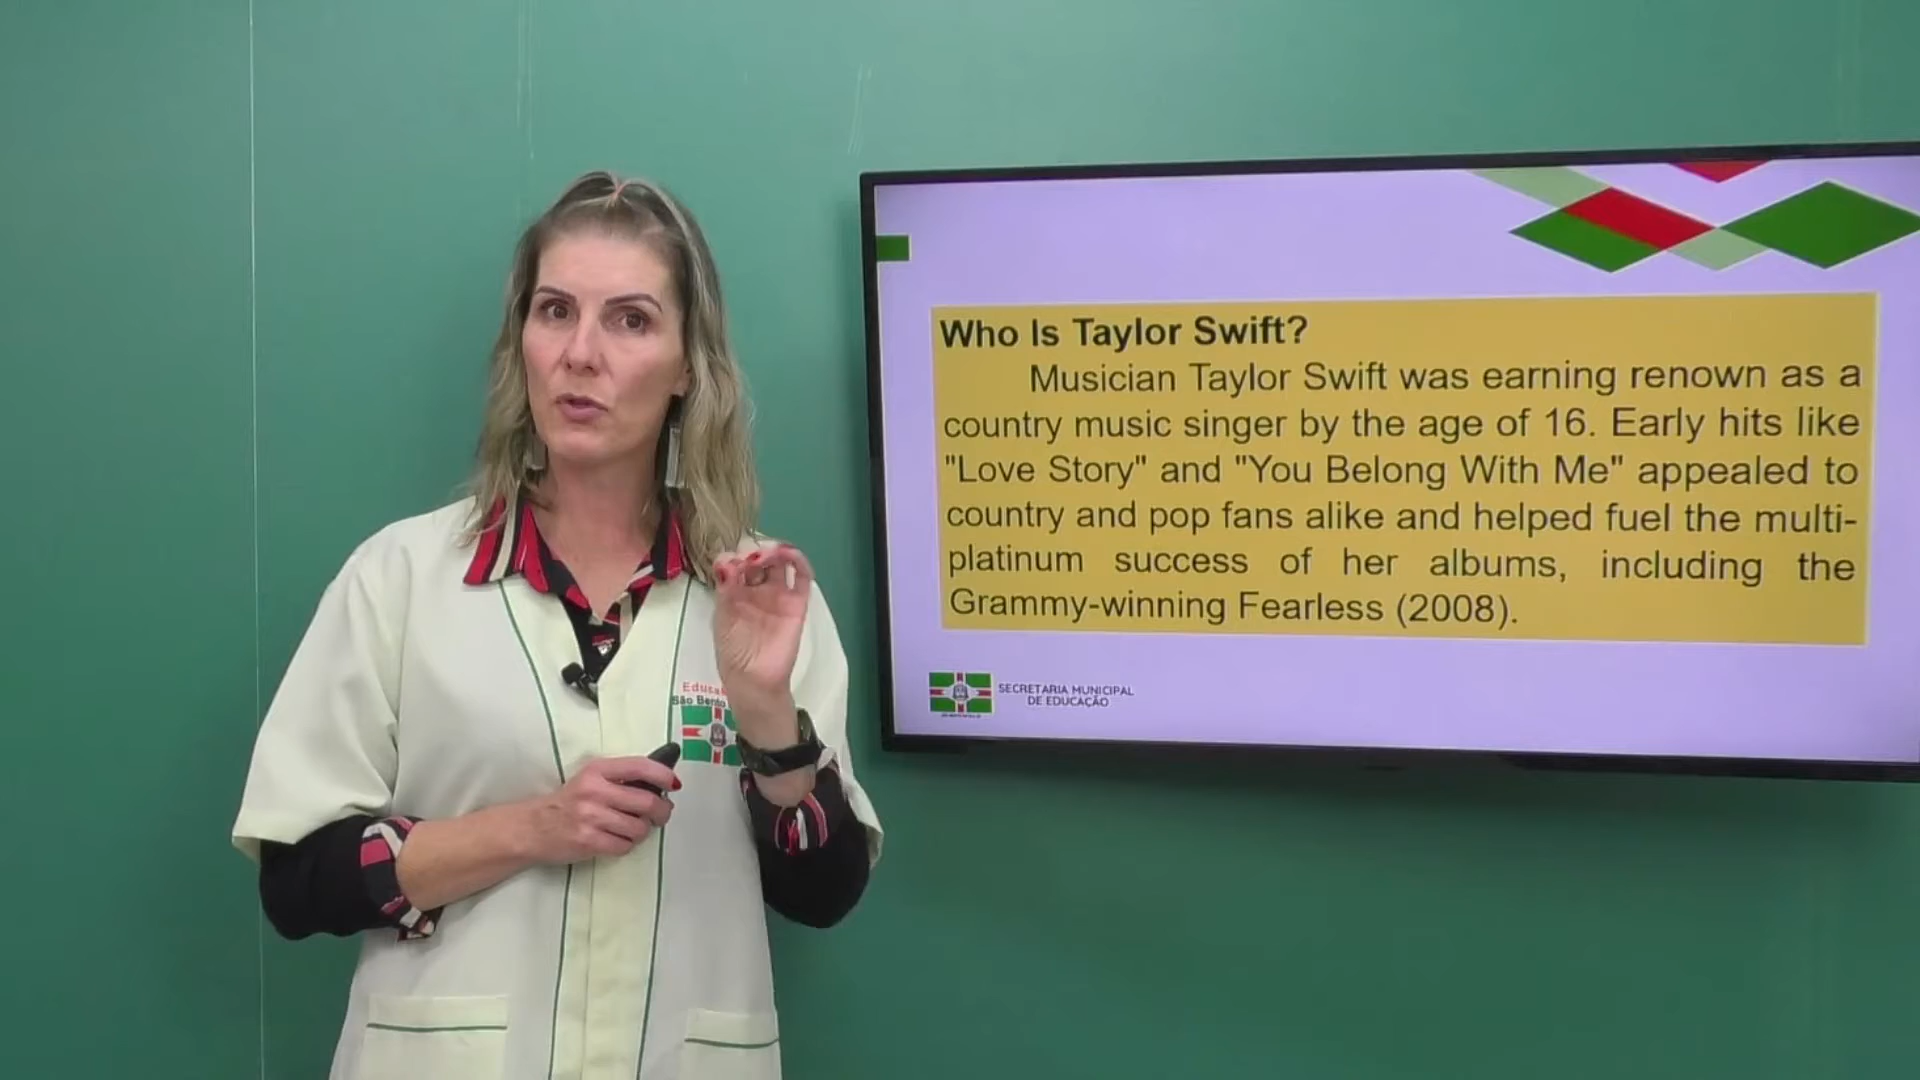 Who Is Taylor Swift?
Musician Taylor Swift was earning renown as a
country music singer by the age of 16. Early hits like
"Love Story" and "You Belong With Me" appealed to
country and pop fans alike and helped fuel the multi-
platinum success of her albums, including the
Grammy-winning Fearless (2008).
SECRETARIA MUNICIPAL
DE EDUCAÇÃO
São Bento